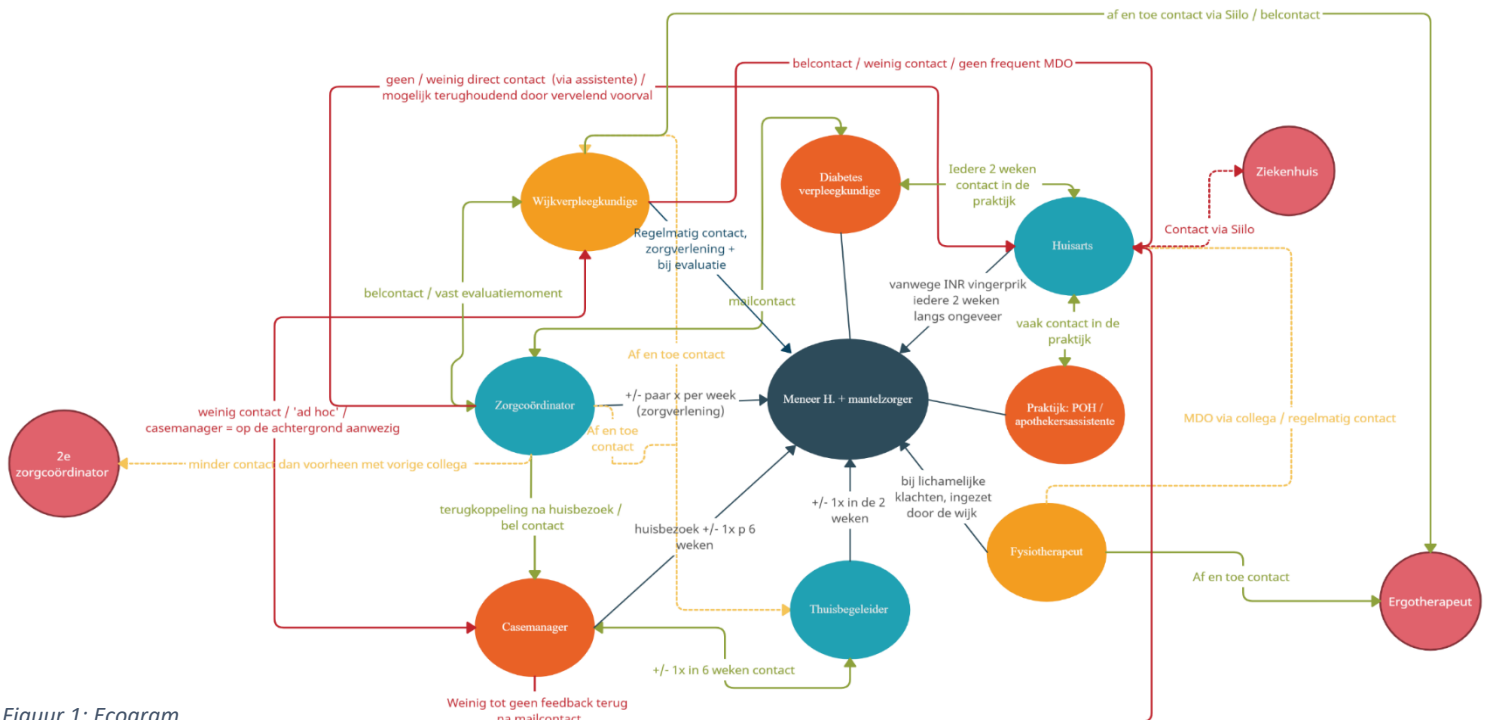 af en toe contact via Siilo / belcontact
belcontact / weinig contact / geen frequent MDO
geen / weinig direct contact (via assistente) /
mogelijk terughoudend door vervelend voorval
Wijkverpleegkundige
Diabetes
verpleegkundige
Iedere 2 weken
contact in de
praktijk
Ziekenhuis
Contact via Siilo
Huisarts
Regelmatig contact,
zorgverlening +
bij evaluatie
belcontact / vast evaluatiemoment
mailcontact
vanwege INR vingerprik
iedere 2 weken
langs ongeveer
vaak contact in de
praktijk
Af en toe contact
Zorgcoördinator
+/- paar x per week
(zorgverlening)
Meneer H. + mantelzorger
Praktijk: POH /
apothekersassistente
MDO via collega / regelmatig contact
weinig contact / 'ad hoc' /
casemanager = op de achtergrond aanwezig
Af en toe
contact
2e
zorgcoördinator
minder contact dan voorheen met vorige collega
bij lichamelijke
klachten, ingezet
door de wijk
+/- 1x in de 2
weken
terugkoppeling na huisbezoek /
bel contact
huisbezoek +/- 1x p 6
weken
Fysiotherapeut
Af en toe contact
Ergotherapeut
Casemanager
Thuisbegeleider
+/- 1x in 6 weken contact
Weinig tot geen feedback terug
na mailcontact
Figuur 1: Ecogram